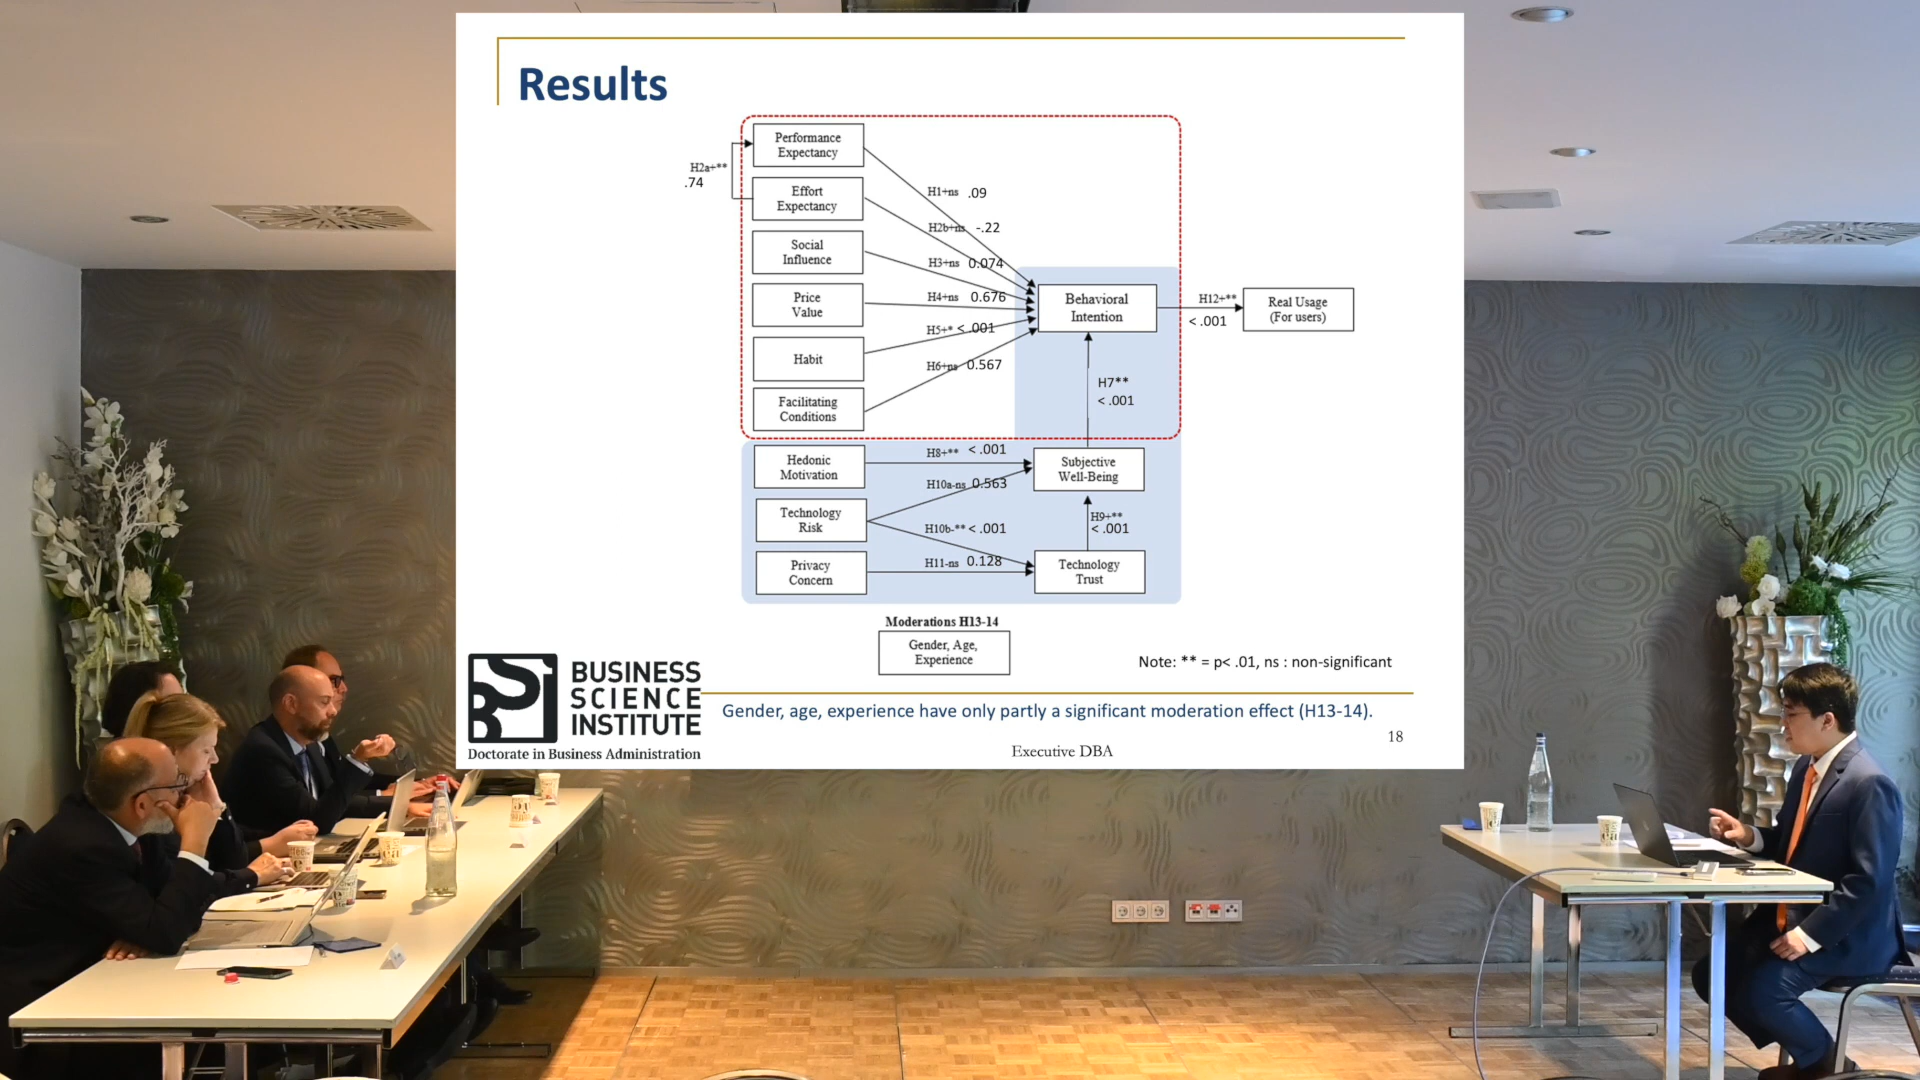 Results
Performance
Expectancy
H2a+**
.74
Effort
Expectancy
H1+ns .09
H2b+ns -.22
Social
Influence
H3+ns 0.074
Price
Value
H4+ns 0.676
Behavioral
Intention
H12+**
< .001
Real Usage
(For users)
H5+* < .001
Habit
H6+ns 0.567
H7**
< .001
Facilitating
Conditions
Hedonic
Motivation
H8+** < .001
Subjective
Well-Being
H10a-ns 0.563
Technology
Risk
H10b-** < .001
H9+**
< .001
Privacy
Concern
H11-ns 0.128
Technology
Trust
Moderations H13-14
Gender, Age,
Experience
Note: ** = p< .01, ns : non-significant
BSI
BUSINESS
SCIENCE
INSTITUTE
Doctorate in Business Administration
Gender, age, experience have only partly a significant moderation effect (H13-14).
18
Executive DBA